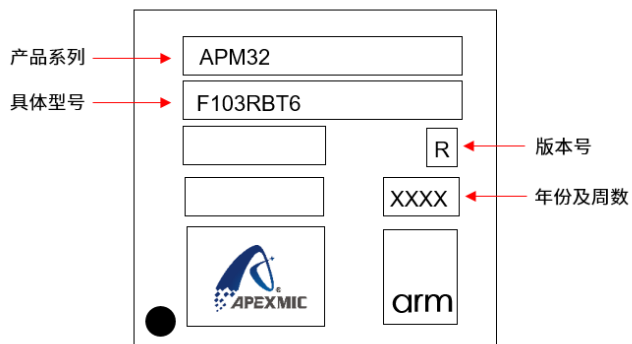 产品系列
APM32
具体型号
F103RBT6
R
版本号
XXXX
年份及周数
APEXMIC
arm